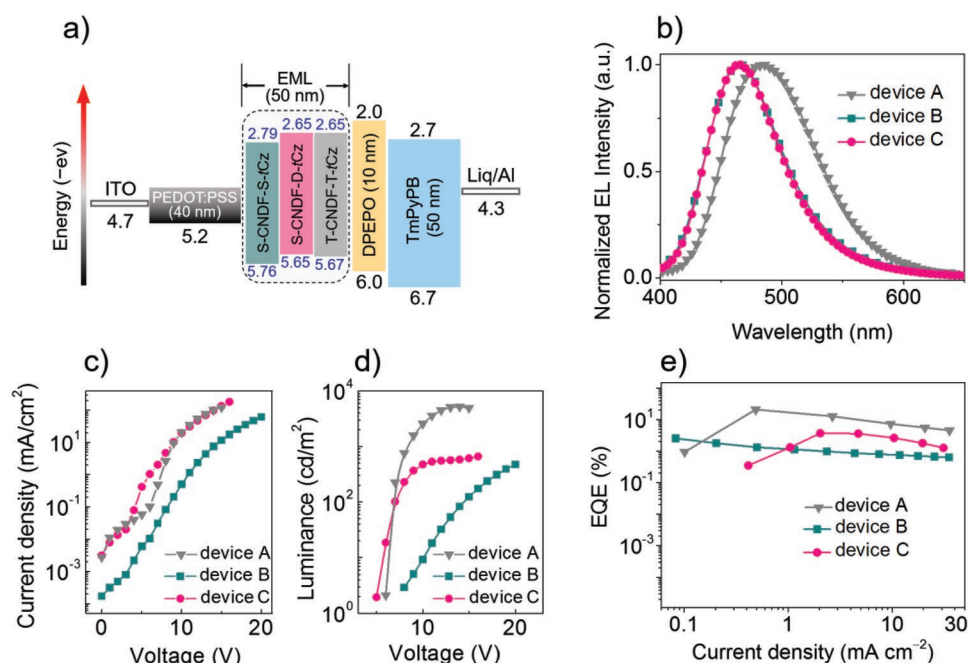 a)
Energy (−ev)
ITO
4.7
PEDOT:PSS
(40 nm)
5.2
EML
(50 nm)
2.79
S-CNDF-S-tCz
5.76
2.65
S-CNDF-D-tCz
5.65
2.65
T-CNDF-T-tCz
5.67
2.0
DPEPO (10 nm)
6.0
2.7
TmPyPB
(50 nm)
6.7
Liq/Al
4.3
b)
Normalized EL Intensity (a.u.)
1.0
0.5
0.0
400 500 600
Wavelength (nm)
device A
device B
device C
c)
Current density (mA/cm²)
10¹
10⁻¹
10⁻³
0 10 20
Voltage (V)
device A
device B
device C
d)
Luminance (cd/m²)
10⁴
10²
10⁰
0 10 20
Voltage (V)
device A
device B
device C
e)
EQE (%)
10¹
10⁻¹
0.1 1 10 30
Current density (mA cm⁻²)
device A
device B
device C